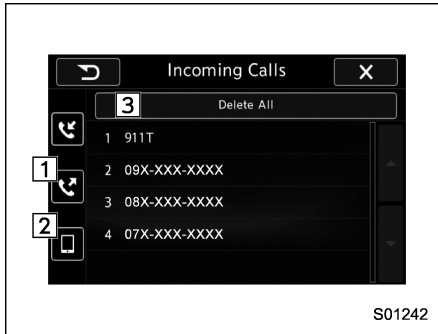 Incoming Calls
X
3 Delete All
1 911T
2 09X-XXX-XXXX
1
3 08X-XXX-XXXX
2
4 07X-XXX-XXXX
S01242